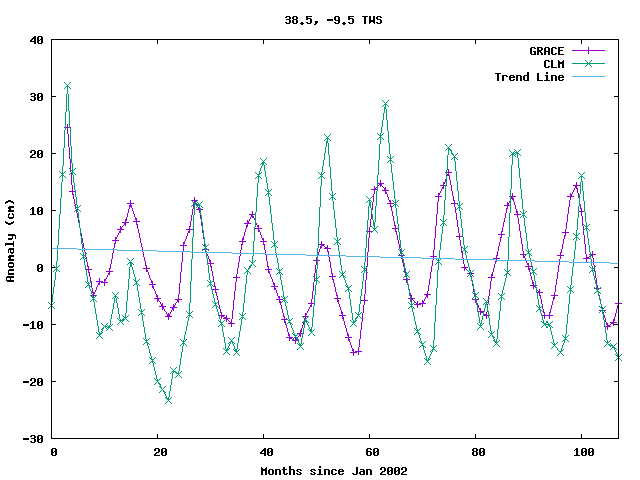 38.5, -9.5 TWS
GRACE
CLM
Trend Line
40
30
20
10
0
-10
-20
-30
Anomaly (cm)
0 20 40 60 80 100
Months since Jan 2002